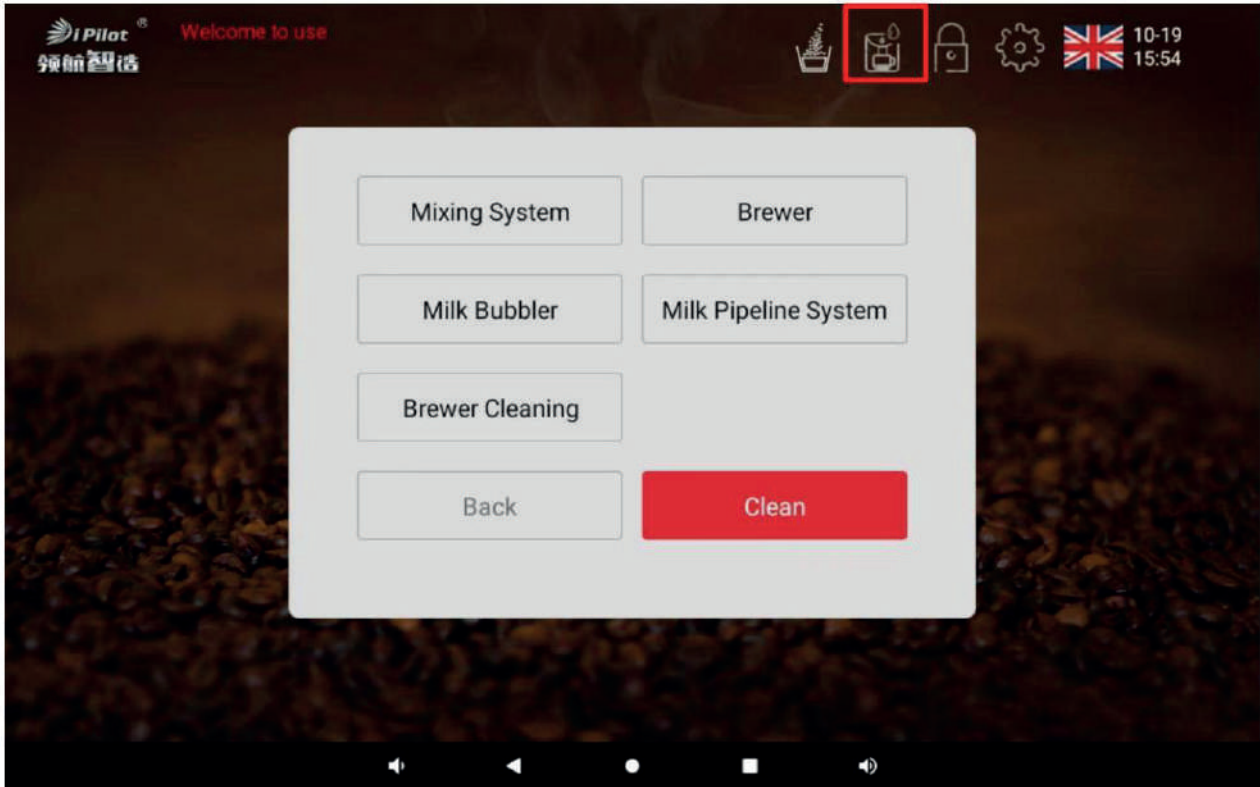 iPilot ®
领航智造
Welcome to use
10-19
15:54
Mixing System
Brewer
Milk Bubbler
Milk Pipeline System
Brewer Cleaning
Back
Clean